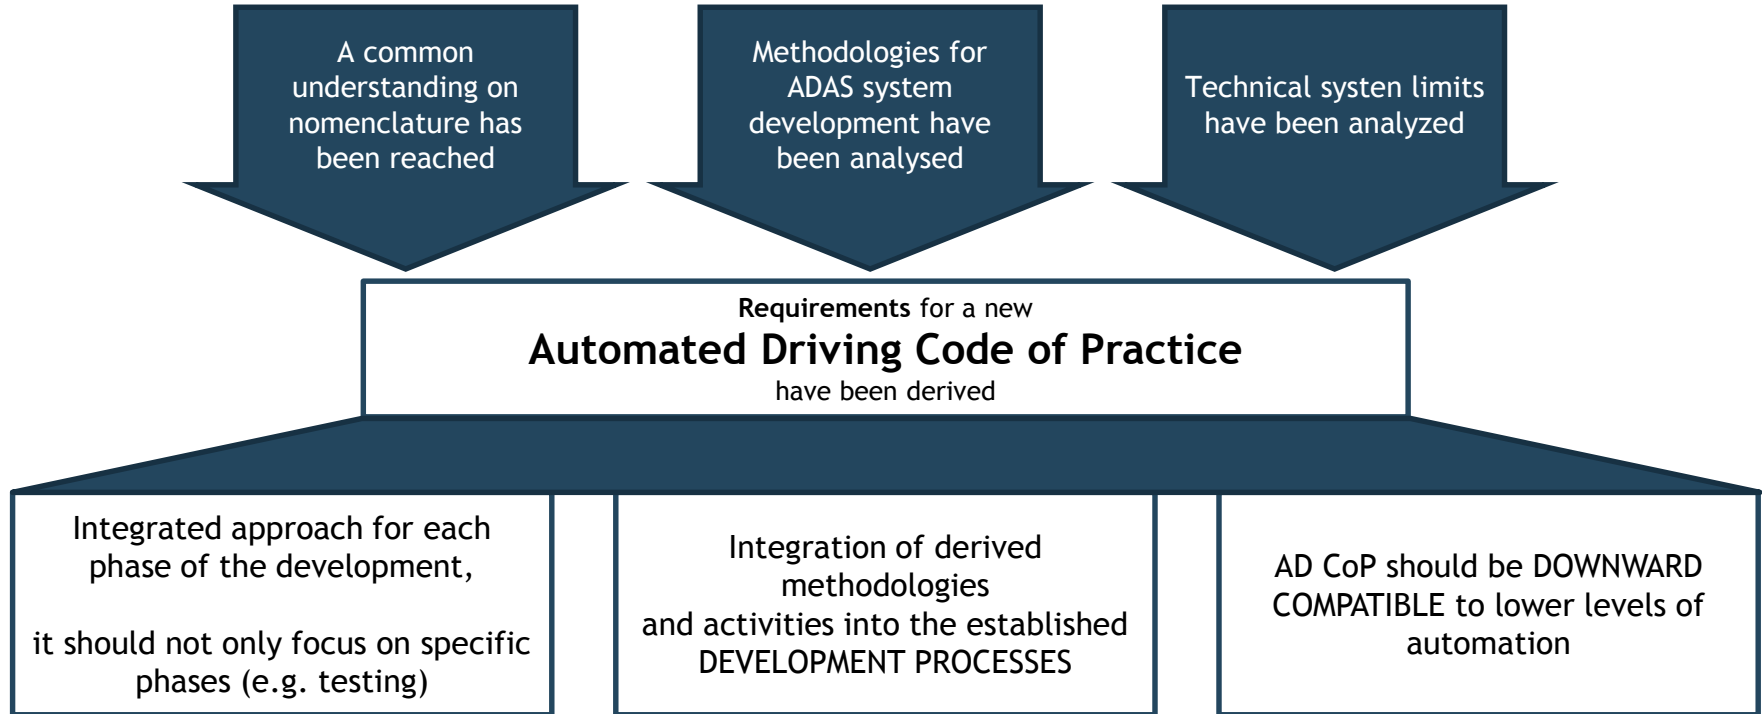 A common
understanding on
nomenclature has
been reached
Methodologies for
ADAS system
development have
been analysed
Technical systen limits
have been analyzed
Requirements for a new
Automated Driving Code of Practice
have been derived
Integrated approach for each
phase of the development,
it should not only focus on specific
phases (e.g. testing)
Integration of derived
methodologies
and activities into the established
DEVELOPMENT PROCESSES
AD CoP should be DOWNWARD
COMPATIBLE to lower levels of
automation